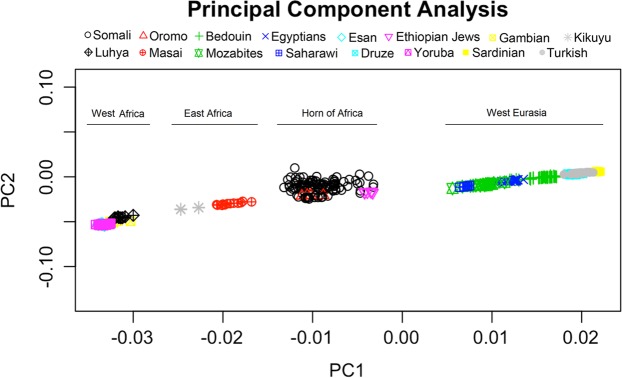 Principal Component Analysis
Somali Oromo Bedouin Egyptians Esan Ethiopian Jews Gambian Kikuyu
Luhya Masai Mozabites Saharawi Druze Yoruba Sardinian Turkish
West Africa East Africa Horn of Africa West Eurasia
0.10
0.00
-0.10
PC2
-0.03 -0.02 -0.01 0.00 0.01 0.02
PC1